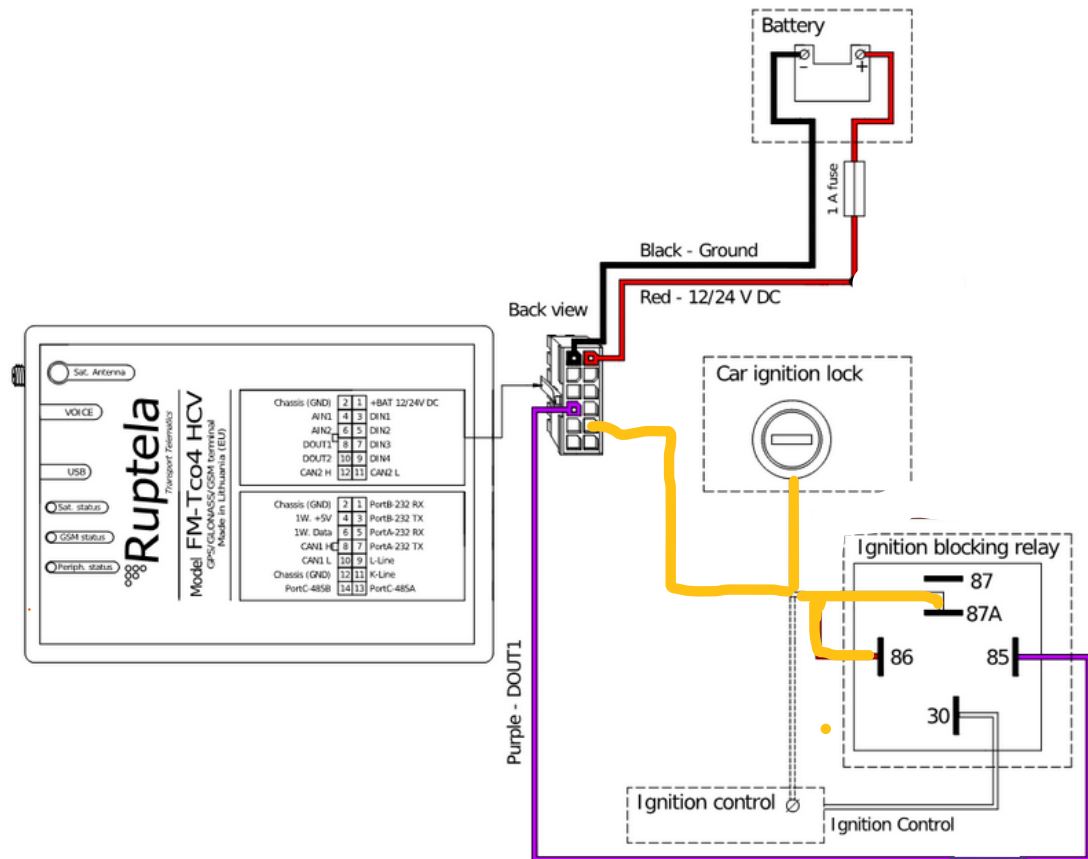 Battery
-
+
1 A fuse
Black - Ground
Red - 12/24 V DC
Back view
Sat. Antenna
VOICE
USB
Sat. status
GSM status
Periph. status
Ruptela
Transport Telematics
Model FM-Tco4 HCV
GPS/GLONASS/GSM terminal
Made in Lithuania (EU)
Chassis (GND) 2 1 +BAT 12/24V DC
AIN1 4 3 DIN1
AIN2 6 5 DIN2
DOUT1 8 7 DIN3
DOUT2 10 9 DIN4
CAN2 H 12 11 CAN2 L
Chassis (GND) 2 1 PortB-232 RX
1W. +5V 4 3 PortB-232 TX
1W. Data 6 5 PortA-232 RX
CAN1 H 8 7 PortA-232 TX
CAN1 L 10 9 L-Line
Chassis (GND) 12 11 K-Line
PortC-485B 14 13 PortC-485A
Car ignition lock
Ignition blocking relay
87
87A
86
85
30
Purple - DOUT1
Ignition control
Ignition Control